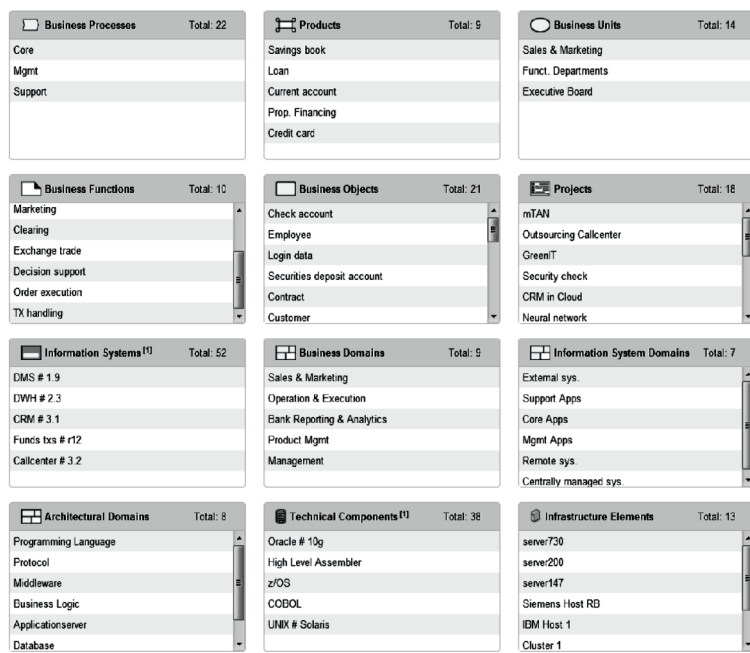 Business Processes Total: 22
Core
Mgmt
Support
Products Total: 9
Savings book
Loan
Current account
Prop. Financing
Credit card
Business Units Total: 14
Sales & Marketing
Funct. Departments
Executive Board
Business Functions Total: 10
Marketing
Clearing
Exchange trade
Decision support
Order execution
TX handling
Business Objects Total: 21
Check account
Employee
Login data
Securities deposit account
Contract
Customer
Projects Total: 18
mTAN
Outsourcing Callcenter
GreenIT
Security check
CRM in Cloud
Neural network
Information Systems [1] Total: 52
DMS # 1.9
DWH # 2.3
CRM # 3.1
Funds txs # r12
Callcenter # 3.2
Business Domains Total: 9
Sales & Marketing
Operation & Execution
Bank Reporting & Analytics
Product Mgmt
Management
Information System Domains Total: 7
External sys.
Support Apps
Core Apps
Mgmt Apps
Remote sys.
Centrally managed sys.
Architectural Domains Total: 8
Programming Language
Protocol
Middleware
Business Logic
Applicationserver
Database
Technical Components [1] Total: 38
Oracle # 10g
High Level Assembler
z/OS
COBOL
UNIX # Solaris
Infrastructure Elements Total: 13
server730
server200
server147
Siemens Host RB
IBM Host 1
Cluster 1